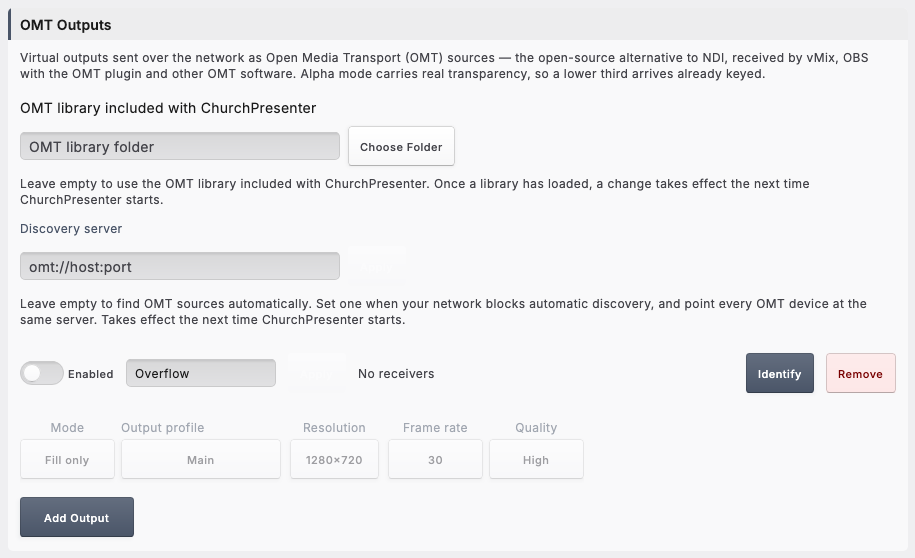 OMT Outputs
Virtual outputs sent over the network as Open Media Transport (OMT) sources — the open-source alternative to NDI, received by vMix, OBS
with the OMT plugin and other OMT software. Alpha mode carries real transparency, so a lower third arrives already keyed.
OMT library included with ChurchPresenter
OMT library folder
Choose Folder
Leave empty to use the OMT library included with ChurchPresenter. Once a library has loaded, a change takes effect the next time
ChurchPresenter starts.
Discovery server
omt://host:port
Leave empty to find OMT sources automatically. Set one when your network blocks automatic discovery, and point every OMT device at the
same server. Takes effect the next time ChurchPresenter starts.
Enabled
Overflow
No receivers
Identify
Remove
Mode
Output profile
Resolution
Frame rate
Quality
Fill only
Main
1280×720
30
High
Add Output